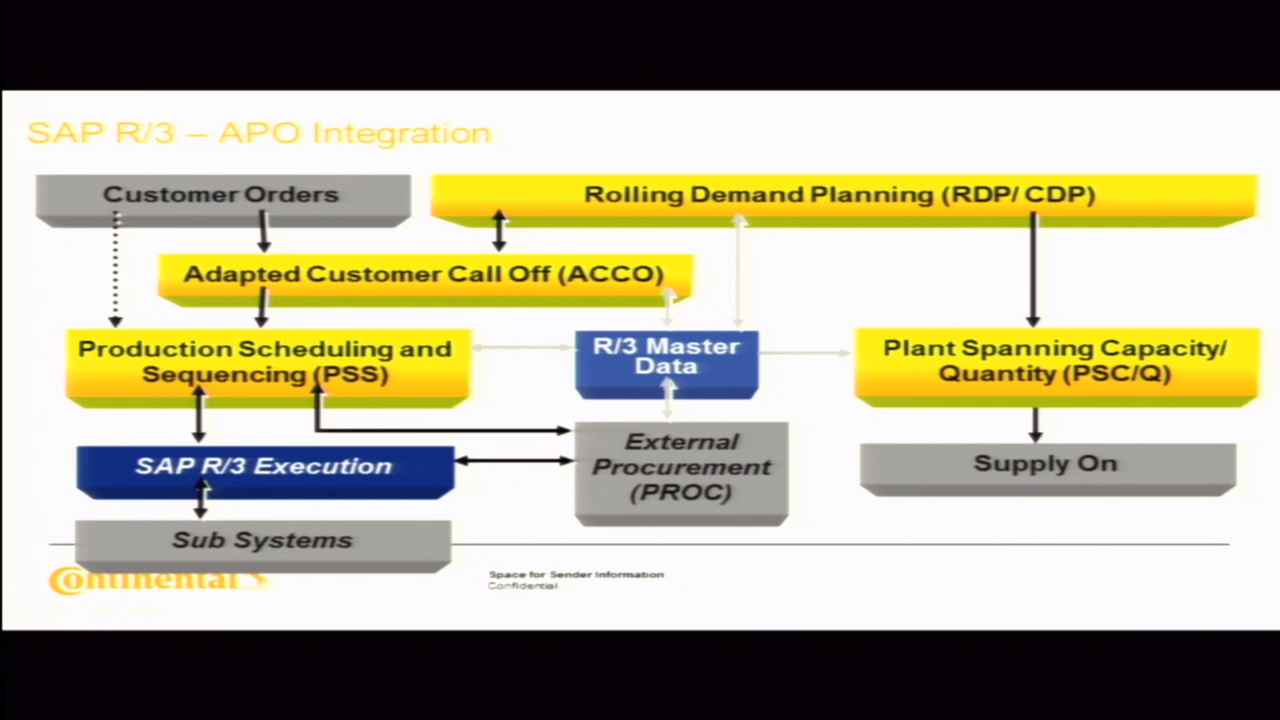 SAP R/3 – APO Integration
Customer Orders
Rolling Demand Planning (RDP/ CDP)
Adapted Customer Call Off (ACCO)
Production Scheduling and
Sequencing (PSS)
R/3 Master
Data
Plant Spanning Capacity/
Quantity (PSC/Q)
SAP R/3 Execution
External
Procurement
(PROC)
Supply On
Sub Systems
Continental
Space for Sender Information
Confidential